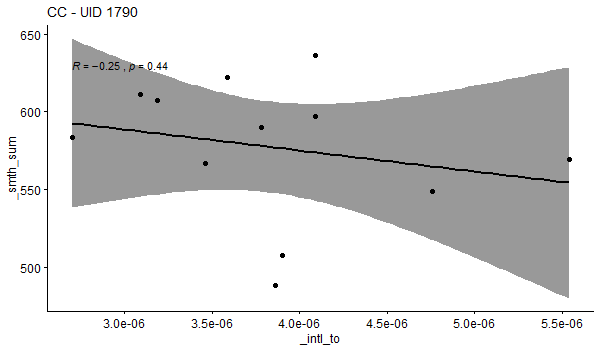 CC - UID 1790
R = −0.25 , p = 0.44
650
600
550
500
_smth_sum
3.0e-06 3.5e-06 4.0e-06 4.5e-06 5.0e-06 5.5e-06
_intl_to